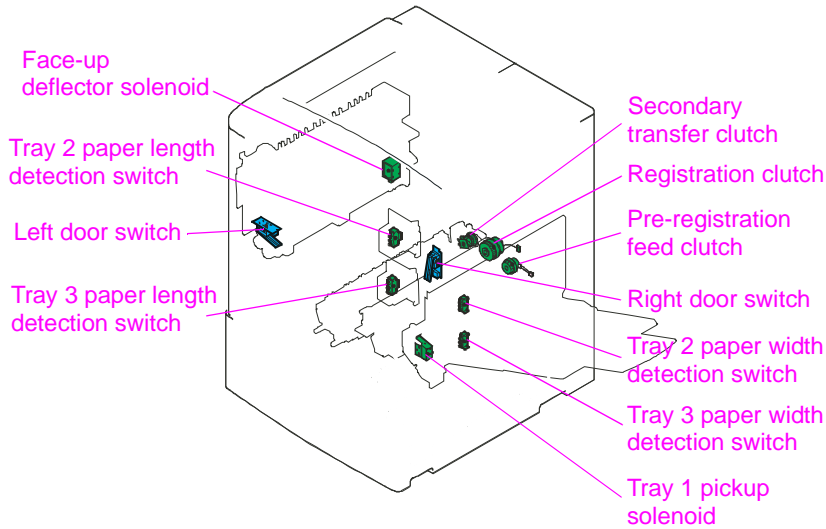 Face-up
deflector solenoid
Tray 2 paper length
detection switch
Left door switch
Tray 3 paper length
detection switch
Secondary
transfer clutch
Registration clutch
Pre-registration
feed clutch
Right door switch
Tray 2 paper width
detection switch
Tray 3 paper width
detection switch
Tray 1 pickup
solenoid